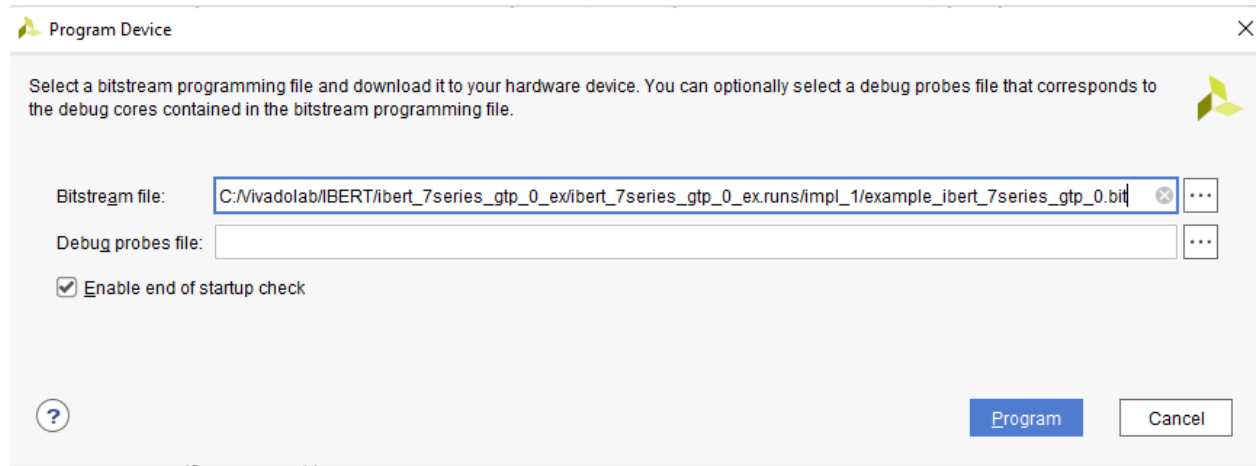 Program Device
Select a bitstream programming file and download it to your hardware device. You can optionally select a debug probes file that corresponds to
the debug cores contained in the bitstream programming file.
Bitstream file: C:/Vivadolab/IBERT/ibert_7series_gtp_0_ex/ibert_7series_gtp_0_ex.runs/impl_1/example_ibert_7series_gtp_0.bit ...
Debug probes file: ...
Enable end of startup check
? Program Cancel